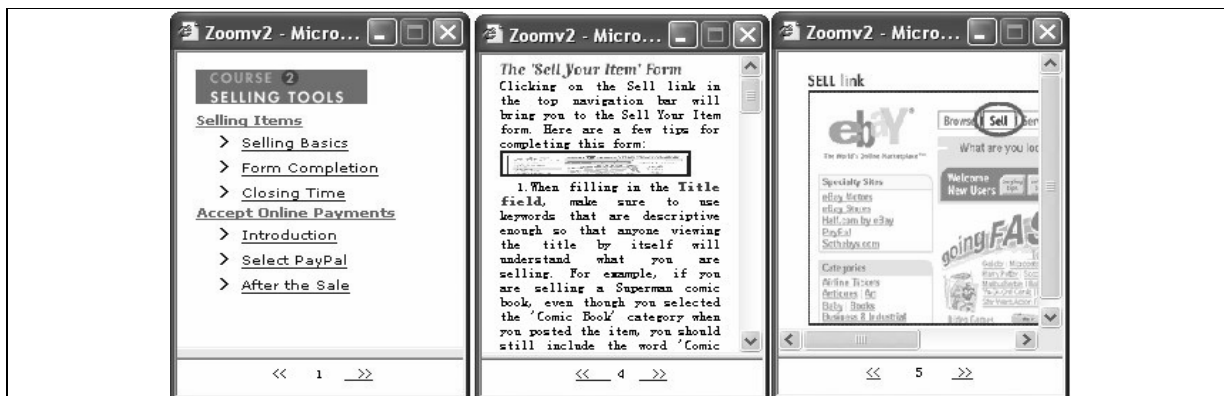 Zoomv2 - Micro...
COURSE 2
SELLING TOOLS
Selling Items
> Selling Basics
> Form Completion
> Closing Time
Accept Online Payments
> Introduction
> Select PayPal
> After the Sale
<< 1 >>
Zoomv2 - Micro...
The 'Sell Your Item' Form
Clicking on the Sell link in
the top navigation bar will
bring you to the Sell Your Item
form. Here are a few tips for
completing this form:
1.When filling in the Title
field, make sure to use
keywords that are descriptive
enough so that anyone viewing
the title by itself will
understand what you are
selling. For example, if you
are selling a Superman comic
book, even though you selected
the 'Comic Book' category when
you posted the item, you should
still include the word 'Comic
<< 4 >>
Zoomv2 - Micro...
SELL link
ebay
The World's Online Marketplace™
Browse Sell Ser
What are you loo
Specialty Sites
eBay Motors
eBay Stores
Half.com by eBay
PayPal
Sothebys.com
Welcome
New Users
going FAS
Categories
Airline Tickets
Antiques | Art
Baby | Books
Business & Industrial
<< 5 >>